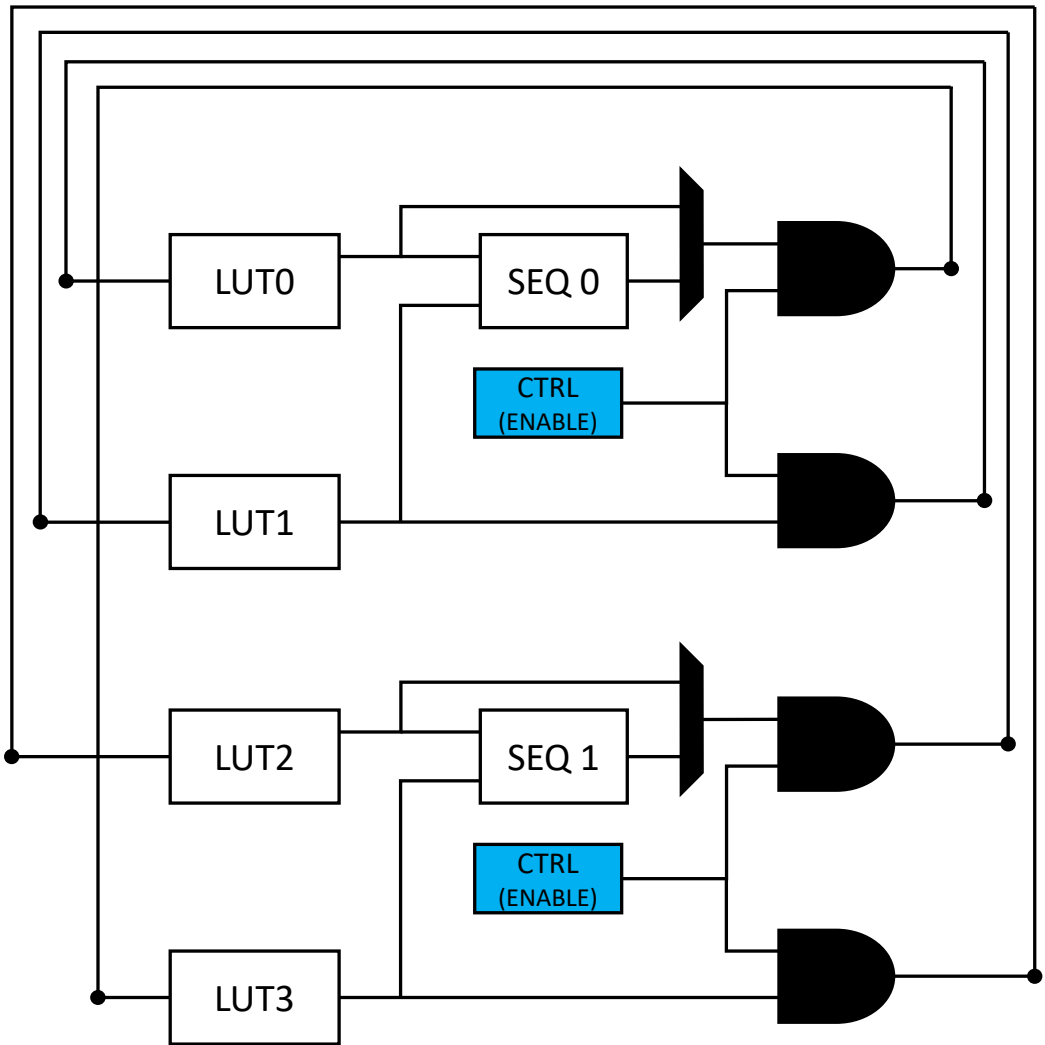 LUT0
SEQ 0
CTRL
(ENABLE)
LUT1
LUT2
SEQ 1
CTRL
(ENABLE)
LUT3